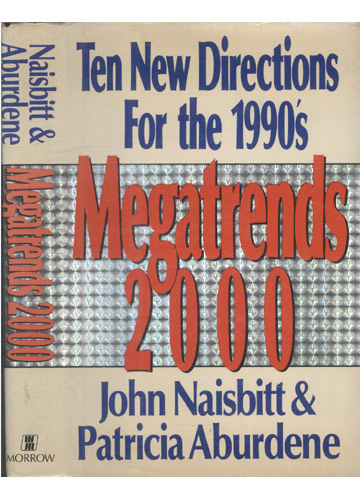 Naisbitt &
Aburdene
Megatrends 2000
MORROW
Ten New Directions
For the 1990's
Megatrends
2000
John Naisbitt &
Patricia Aburdene